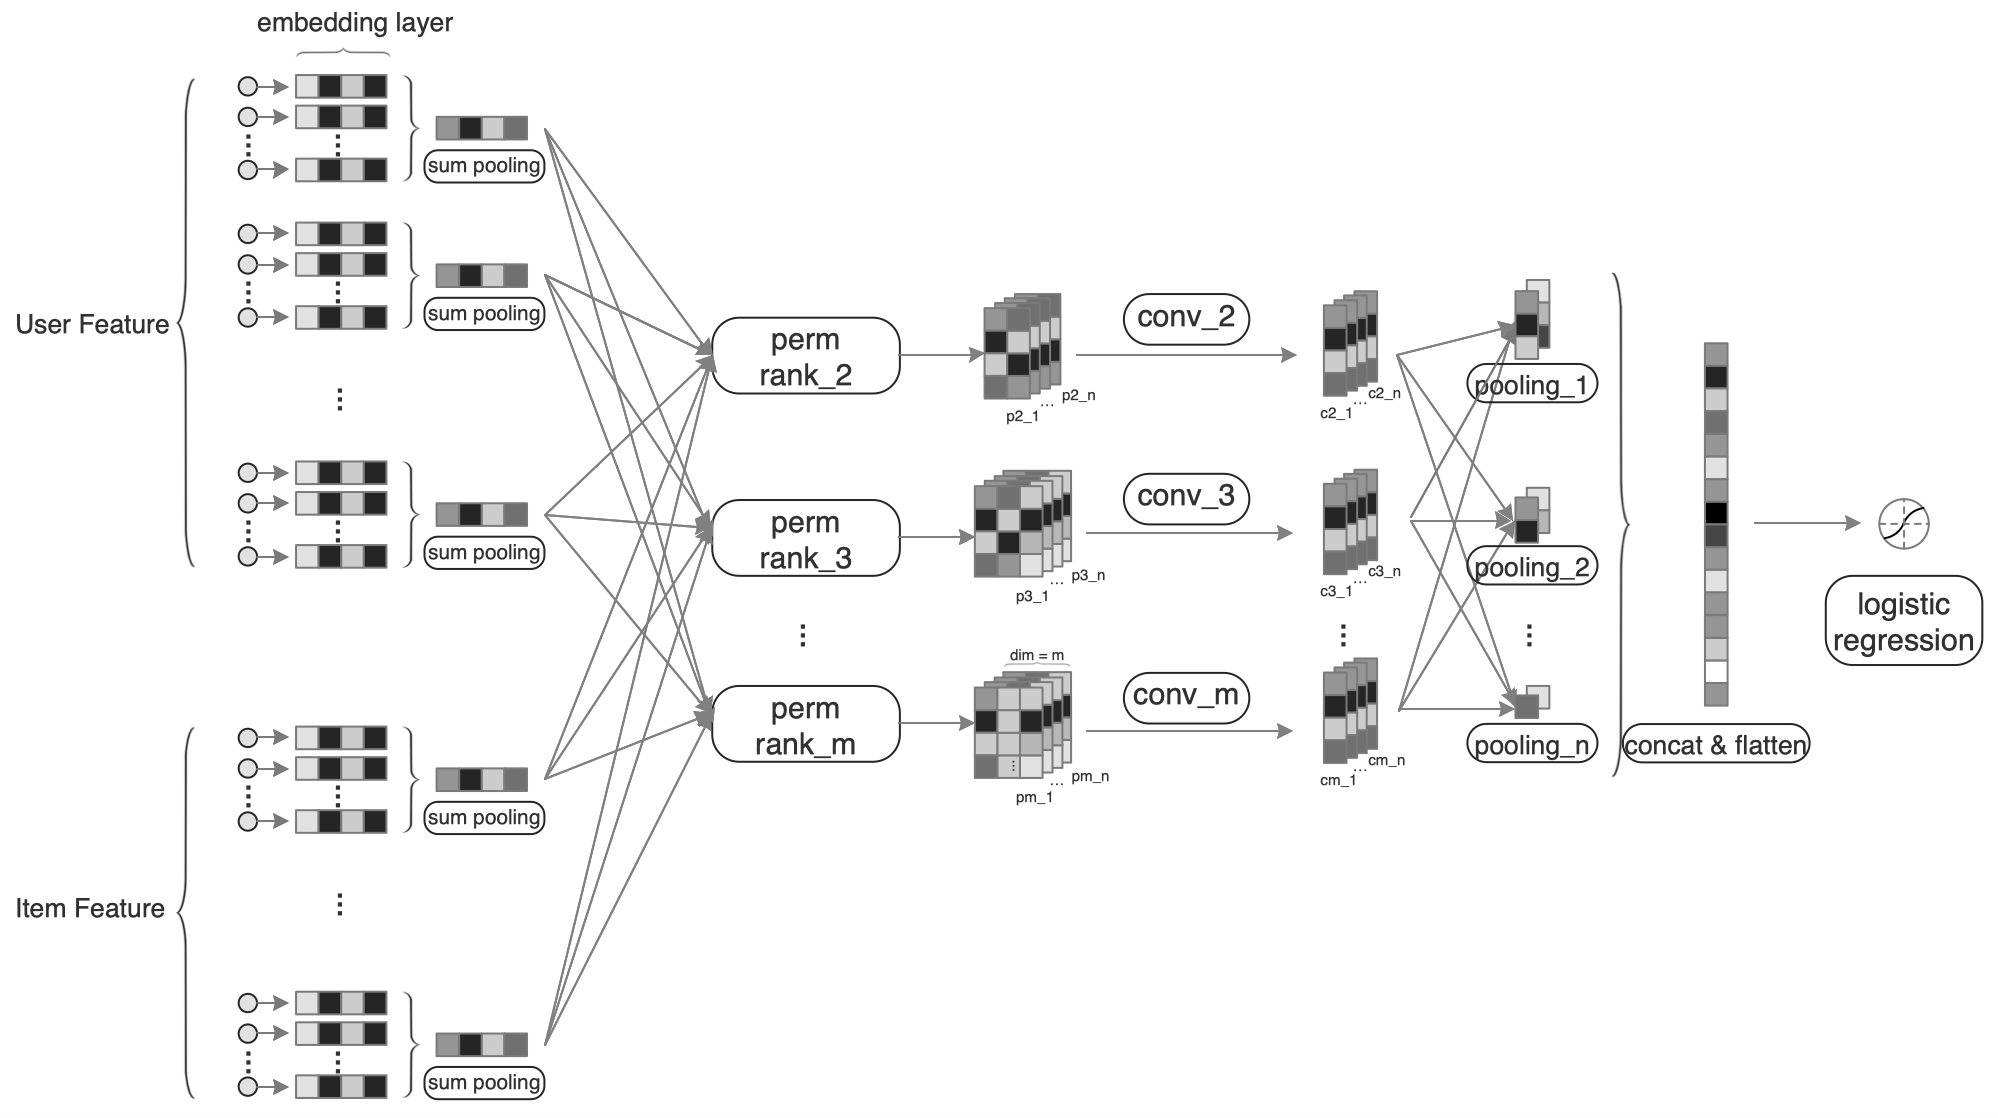 embedding layer
sum pooling
sum pooling
User Feature
sum pooling
sum pooling
Item Feature
sum pooling
perm
rank_2
perm
rank_3
perm
rank_m
p2_1
... p2_n
p3_1
... p3_n
dim = m
pm_1
... pm_n
conv_2
conv_3
conv_m
c2_1
...c2_n
c3_1
...c3_n
cm_1
...cm_n
pooling_1
pooling_2
pooling_n
concat & flatten
logistic
regression